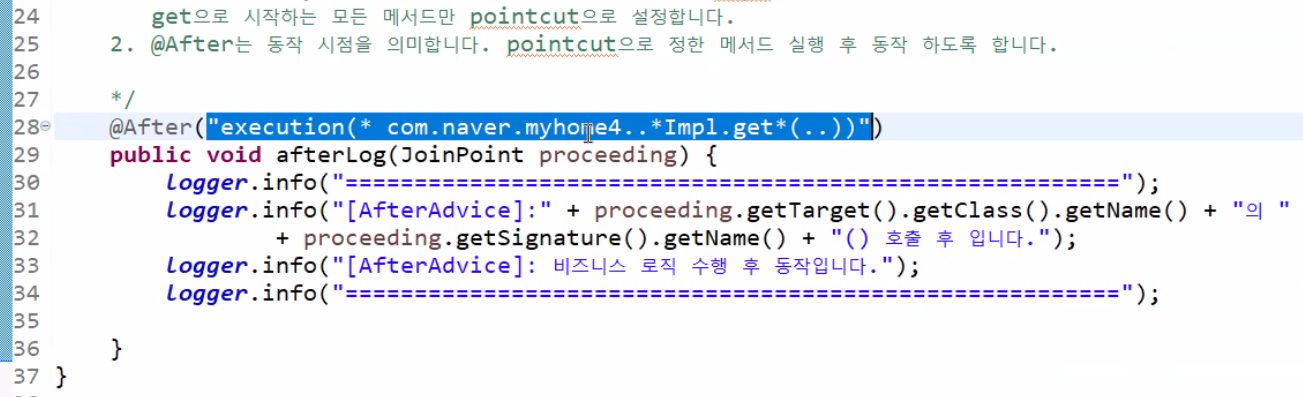 24 get으로 시작하는 모든 메서드만 pointcut으로 설정합니다.
25 2. @After는 동작 시점을 의미합니다. pointcut으로 정한 메서드 실행 후 동작 하도록 합니다.
26
27 */
28 @After("execution(* com.naver.myhome4..*Impl.get*(..))")
29 public void afterLog(JoinPoint proceeding) {
30 logger.info("========================================================");
31 logger.info("[AfterAdvice]:" + proceeding.getTarget().getClass().getName() + "의 "
32 + proceeding.getSignature().getName() + "() 호출 후 입니다.");
33 logger.info("[AfterAdvice]: 비즈니스 로직 수행 후 동작입니다.");
34 logger.info("========================================================");
35
36 }
37 }